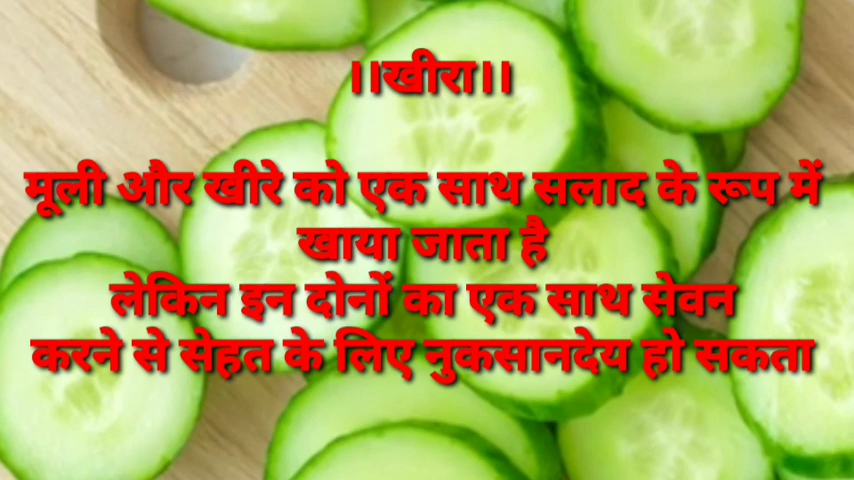 ।।खीरा।।
मूली और खीरे को एक साथ सलाद के रूप में
खाया जाता है
लेकिन इन दोनों का एक साथ सेवन
करने से सेहत के लिए नुकसानदेय हो सकता